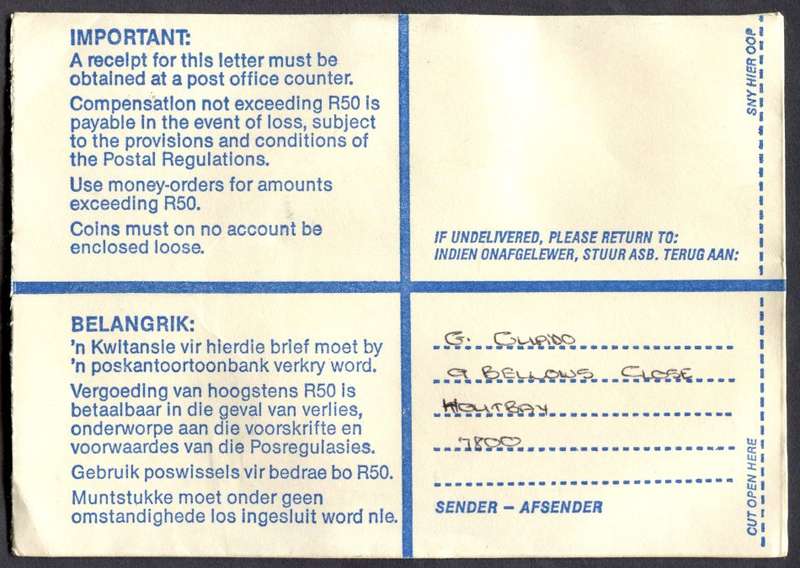 IMPORTANT:
A receipt for this letter must be
obtained at a post office counter.
Compensation not exceeding R50 is
payable in the event of loss, subject
to the provisions and conditions of
the Postal Regulations.
Use money-orders for amounts
exceeding R50.
Coins must on no account be
enclosed loose.
SNY HIER OOP
IF UNDELIVERED, PLEASE RETURN TO:
INDIEN ONAFGELEWER, STUUR ASB. TERUG AAN:
BELANGRIK:
'n Kwitansie vir hierdie brief moet by
'n poskantoortoonbank verkry word.
Vergoeding van hoogstens R50 is
betaalbaar in die geval van verlies,
onderworpe aan die voorskrifte en
voorwaardes van die Posregulasies.
Gebruik poswissels vir bedrae bo R50.
Muntstukke moet onder geen
omstandighede los ingesluit word nie.
G. CUPIDO
9 BELLOWS CLOSE
HOUTBAY
7800
SENDER – AFSENDER
CUT OPEN HERE